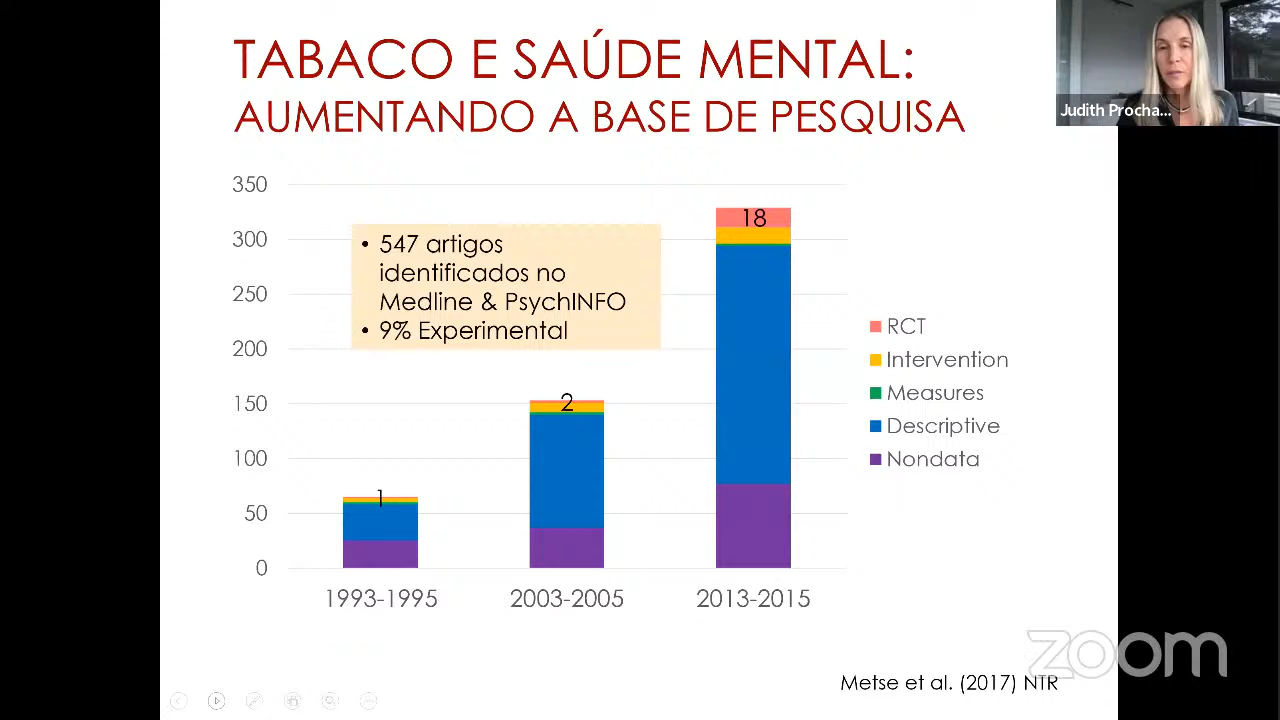 TABACO E SAÚDE MENTAL:
AUMENTANDO A BASE DE PESQUISA
Judith Procha...
350
300
250
200
150
100
50
0
• 547 artigos
identificados no
Medline & PsychINFO
• 9% Experimental
1
2
18
RCT
Intervention
Measures
Descriptive
Nondata
1993-1995
2003-2005
2013-2015
zoom
Metse et al. (2017) NTR